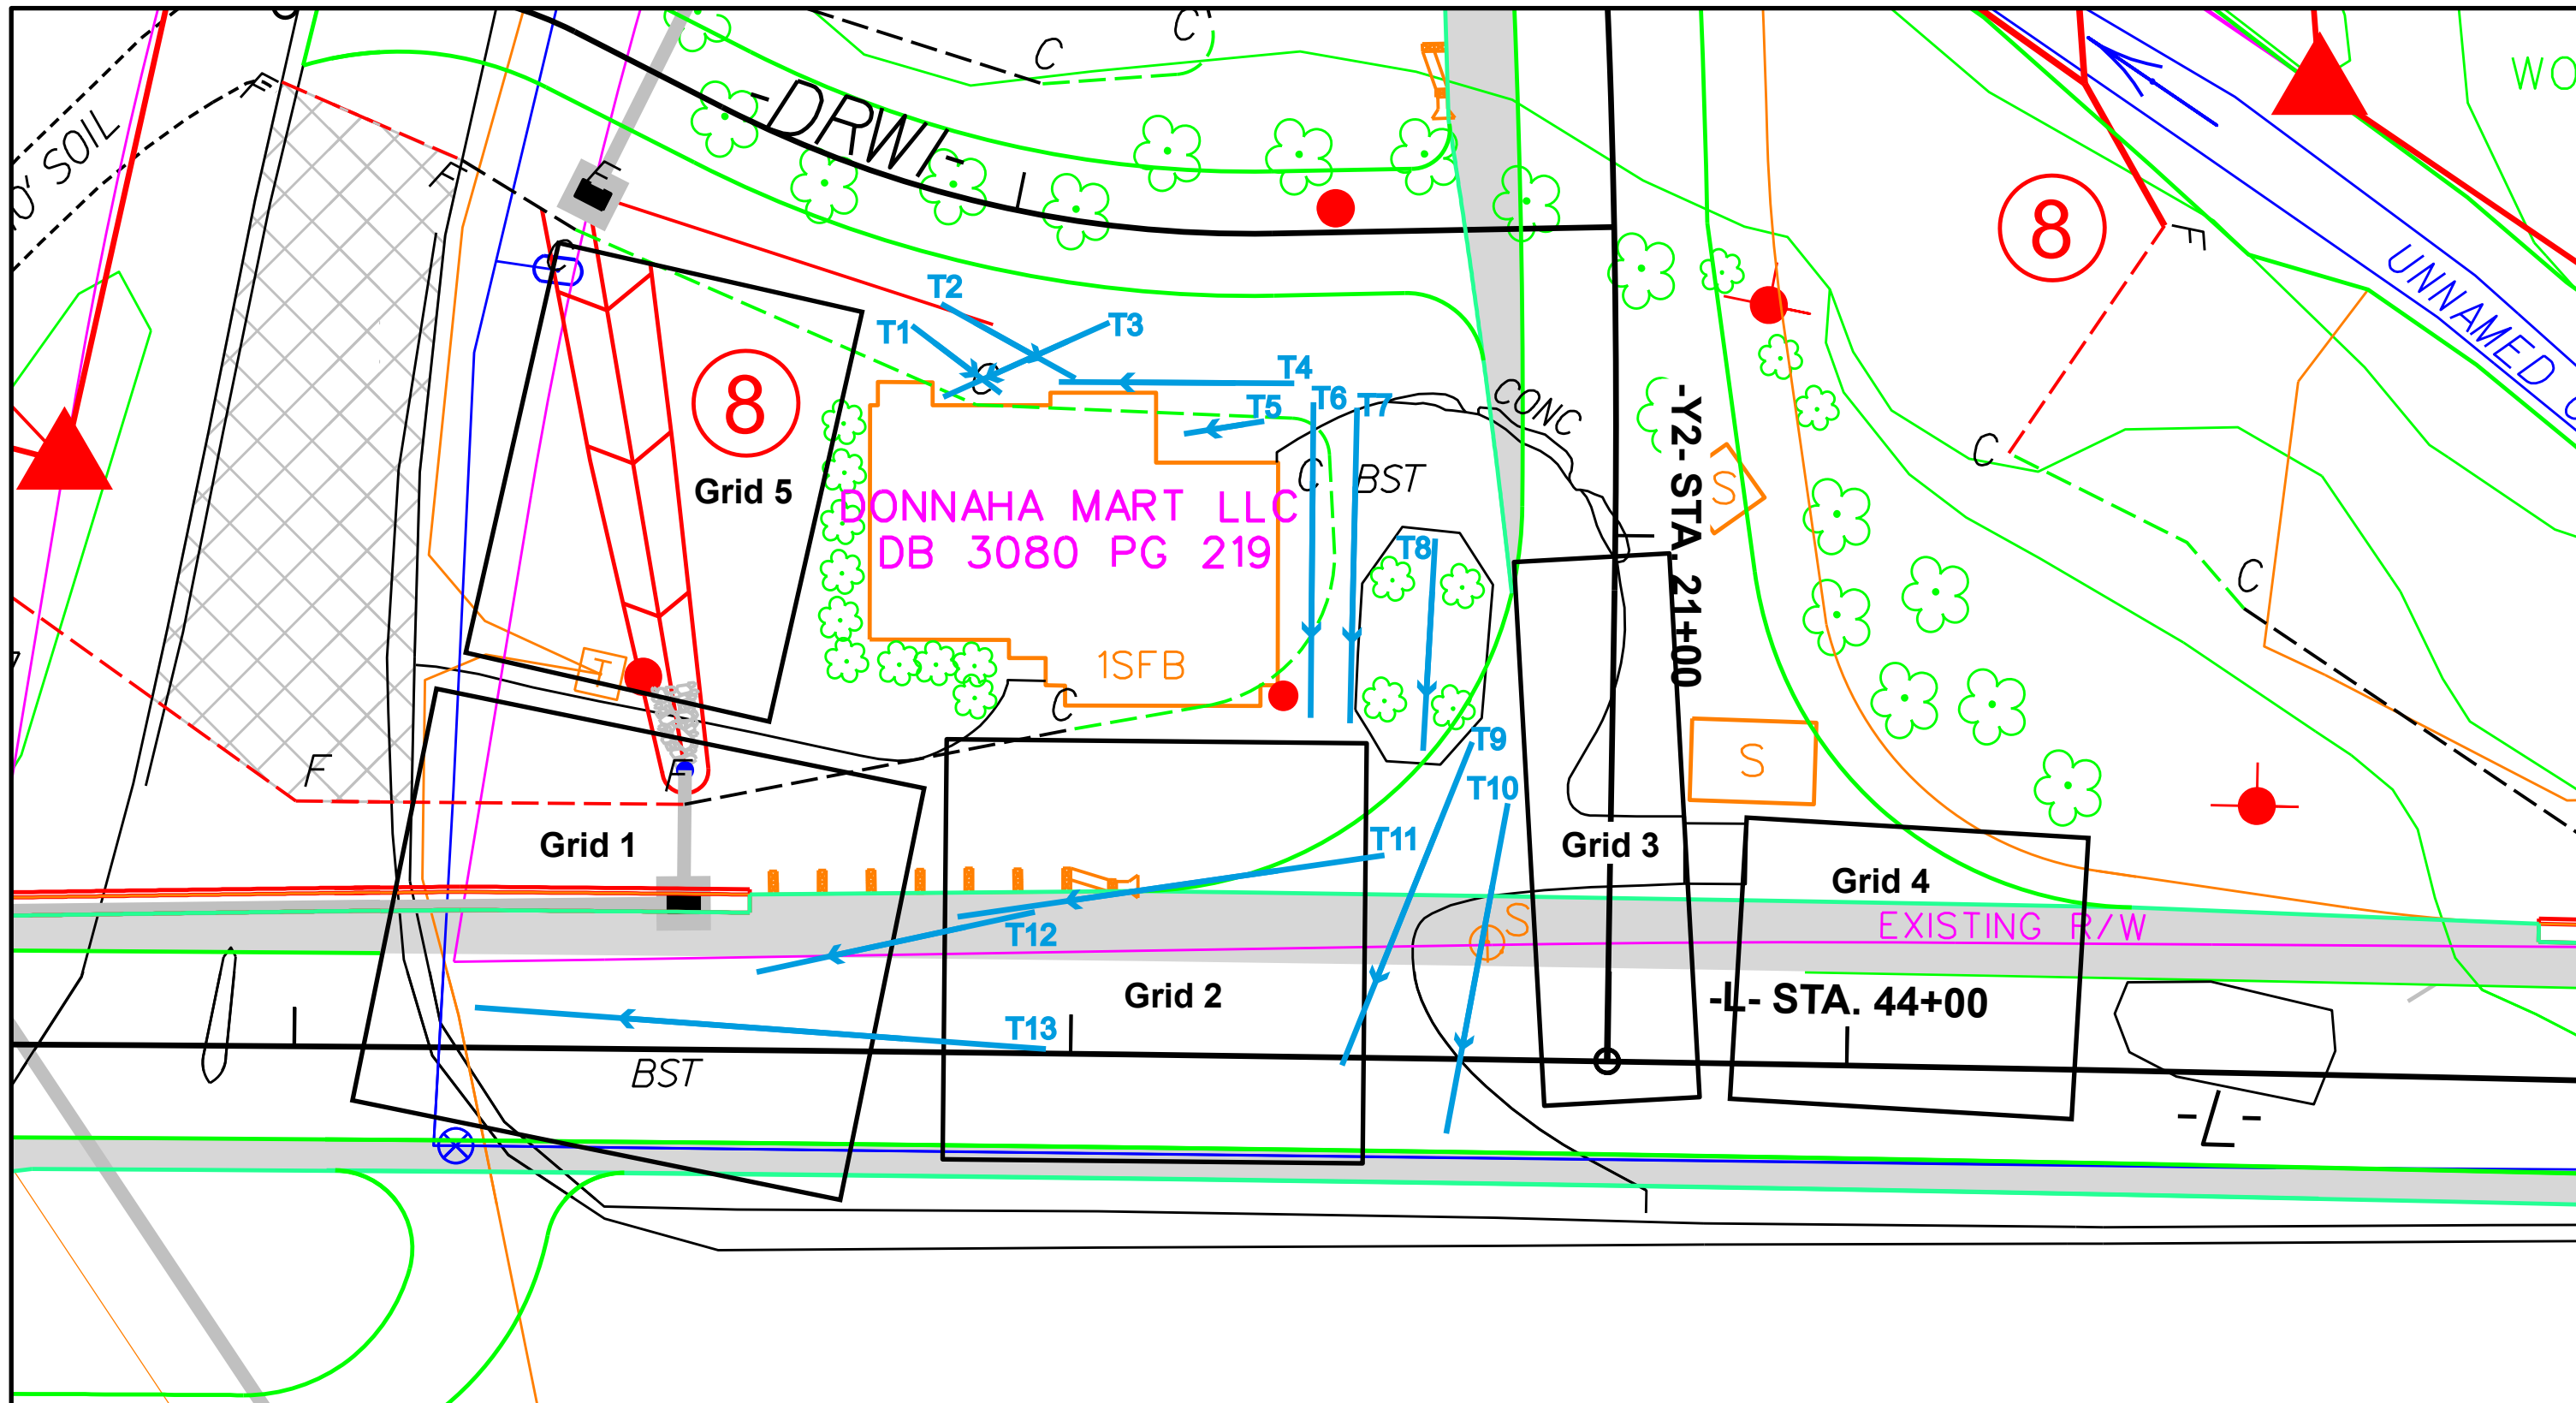 C
C
F
-DRWI-
WO
O' SOIL
F
F
8
F
C
T2
UNNAMED
T1
T3
C
T4
CONC
8
T5
T6
T7
-Y2- STA. 21+00
C
BST
Grid 5
S
C
DONNAHA MART LLC
DB 3080 PG 219
T8
C
1SFB
T
C
F
F
T9
S
T10
Grid 1
T11
Grid 3
Grid 4
S
EXISTING R/W
T12
Grid 2
-L- STA. 44+00
T13
BST
-L-